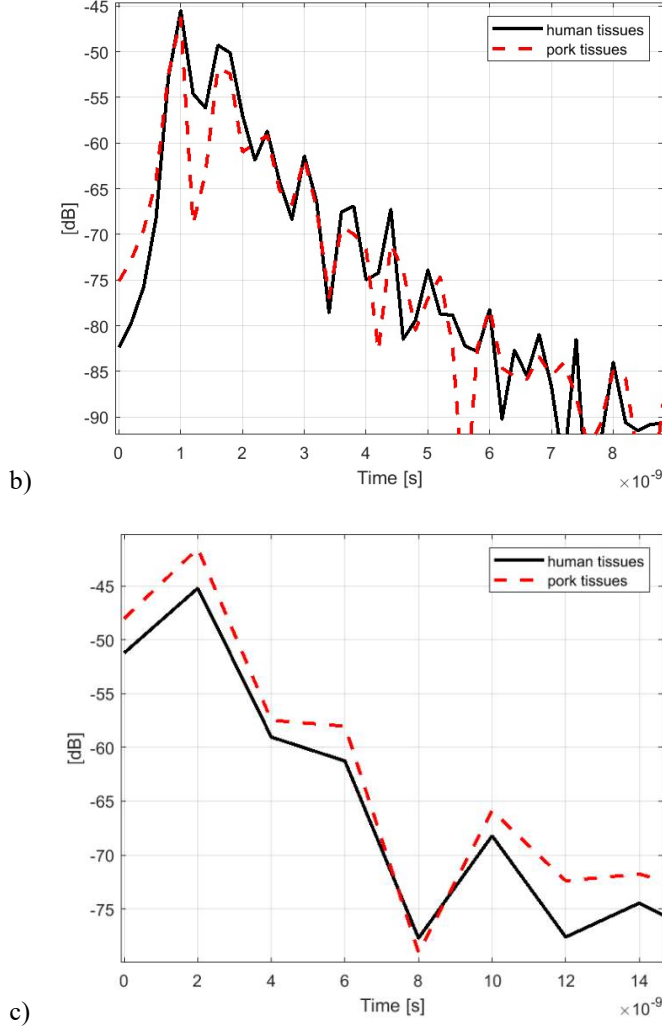 -45
-50
-55
-60
-65
-70
-75
-80
-85
-90
[dB]
human tissues
pork tissues
0 1 2 3 4 5 6 7 8
Time [s]
×10⁻⁹
b)
-45
-50
-55
-60
-65
-70
-75
[dB]
human tissues
pork tissues
0 2 4 6 8 10 12 14
Time [s]
×10⁻⁹
c)